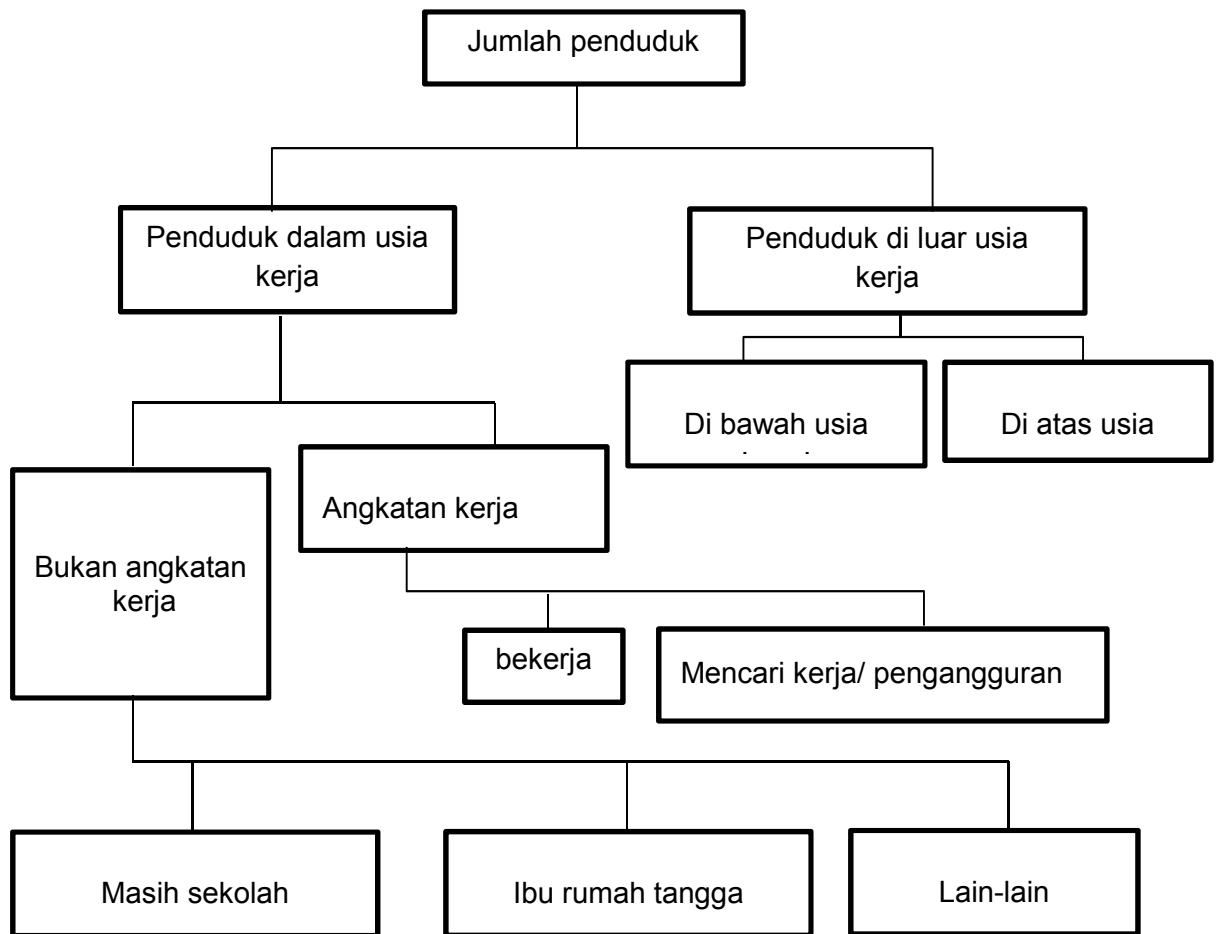 Jumlah penduduk
Penduduk dalam usia
kerja
Penduduk di luar usia
kerja
Di bawah usia
Di atas usia
Angkatan kerja
Bukan angkatan
kerja
bekerja
Mencari kerja/ pengangguran
Masih sekolah
Ibu rumah tangga
Lain-lain